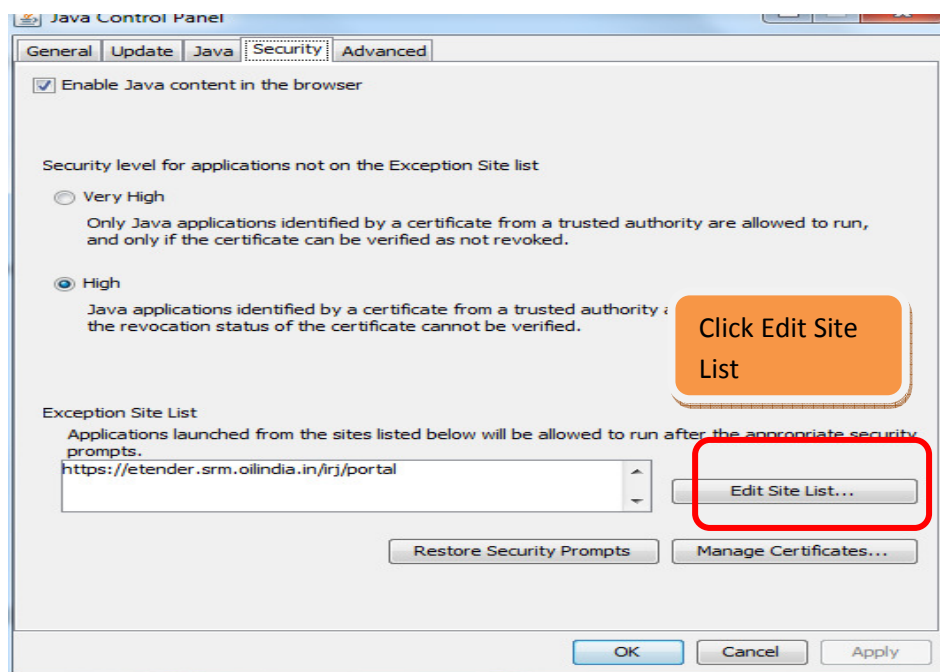 Java Control Panel
General Update Java Security Advanced
Enable Java content in the browser
Security level for applications not on the Exception Site list
Very High
Only Java applications identified by a certificate from a trusted authority are allowed to run,
and only if the certificate can be verified as not revoked.
High
Java applications identified by a certificate from a trusted authority
the revocation status of the certificate cannot be verified.
Click Edit Site
List
Exception Site List
Applications launched from the sites listed below will be allowed to run after the appropriate security
prompts.
https://etender.srm.oilindia.in/irj/portal
Edit Site List...
Restore Security Prompts Manage Certificates...
OK Cancel Apply